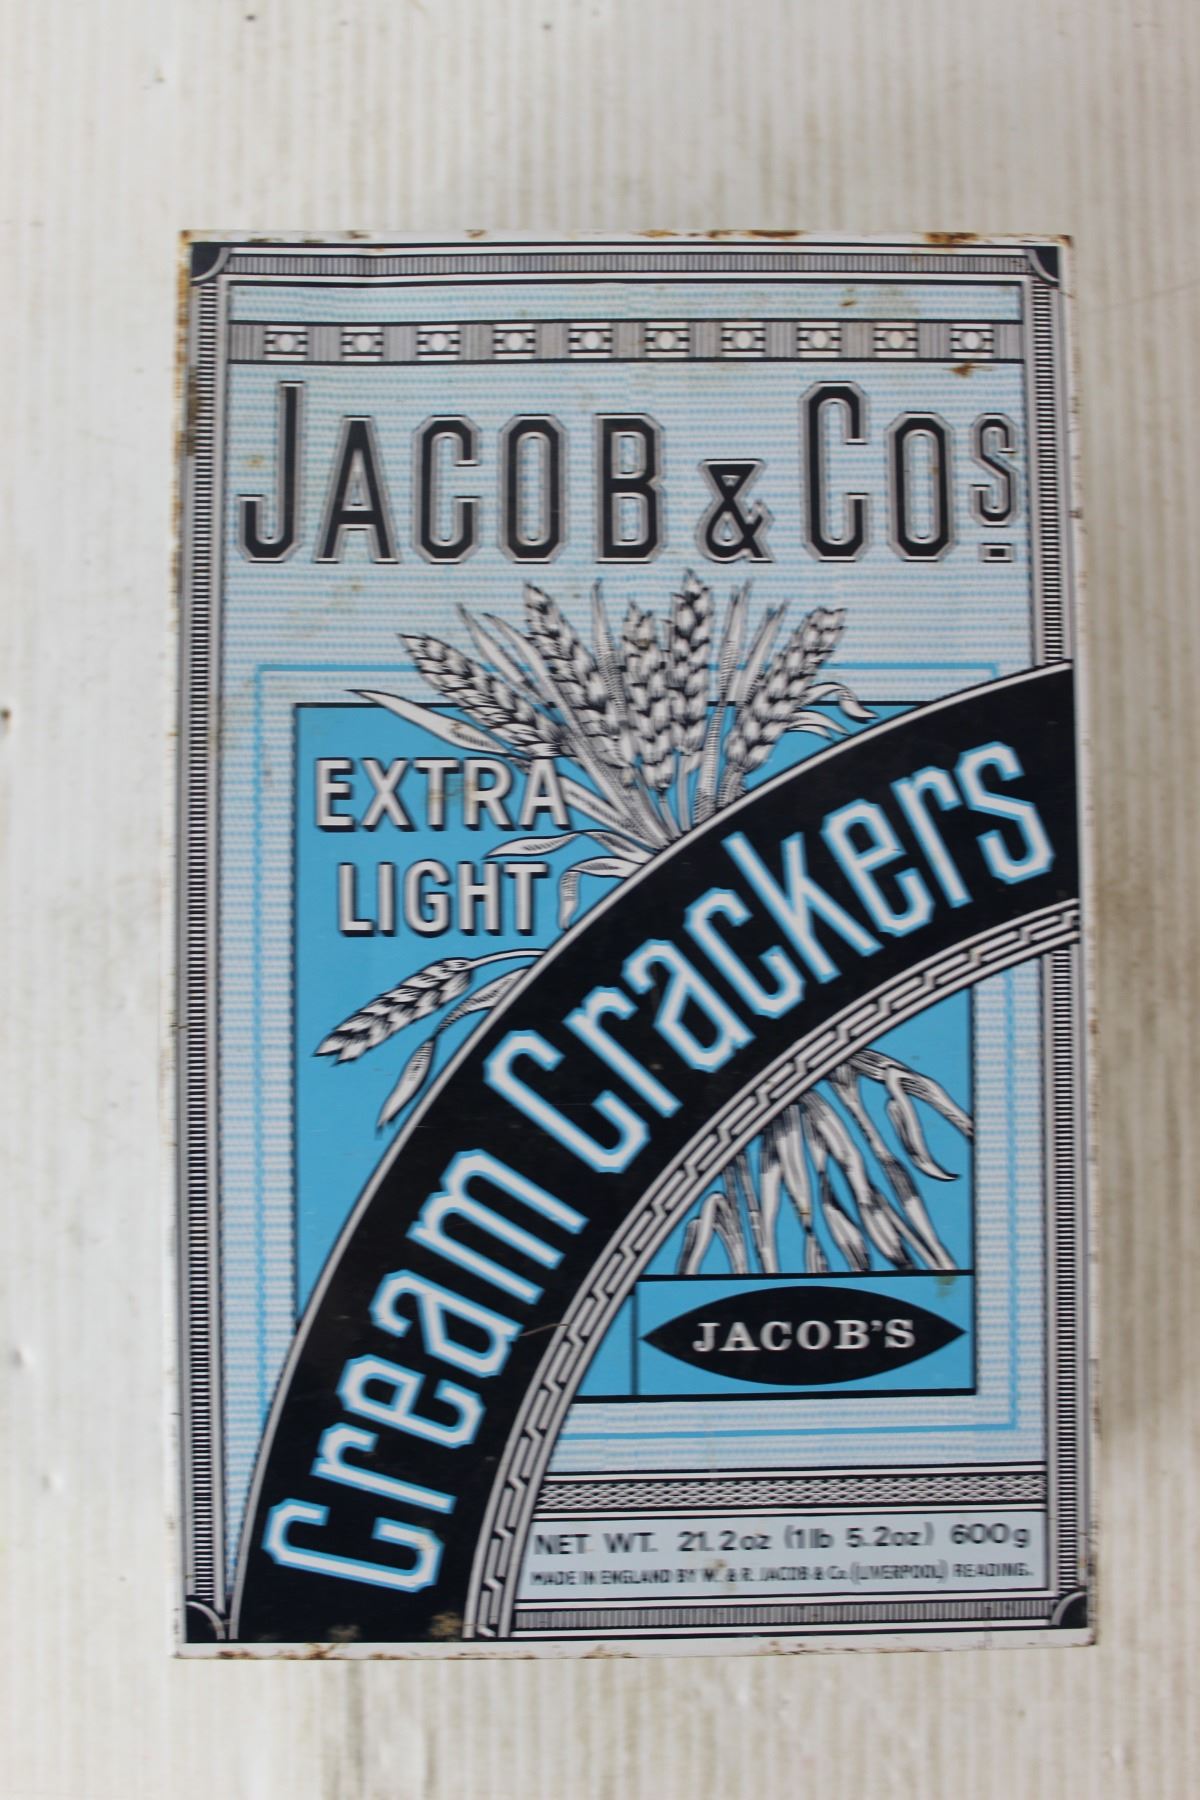 JACOB & COS
EXTRA
LIGHT
Cream Crackers
JACOB'S
NET WT. 21.2oz (1lb 5.2oz) 600g
MADE IN ENGLAND BY W. & R. JACOB & Co. (LIVERPOOL) READING.